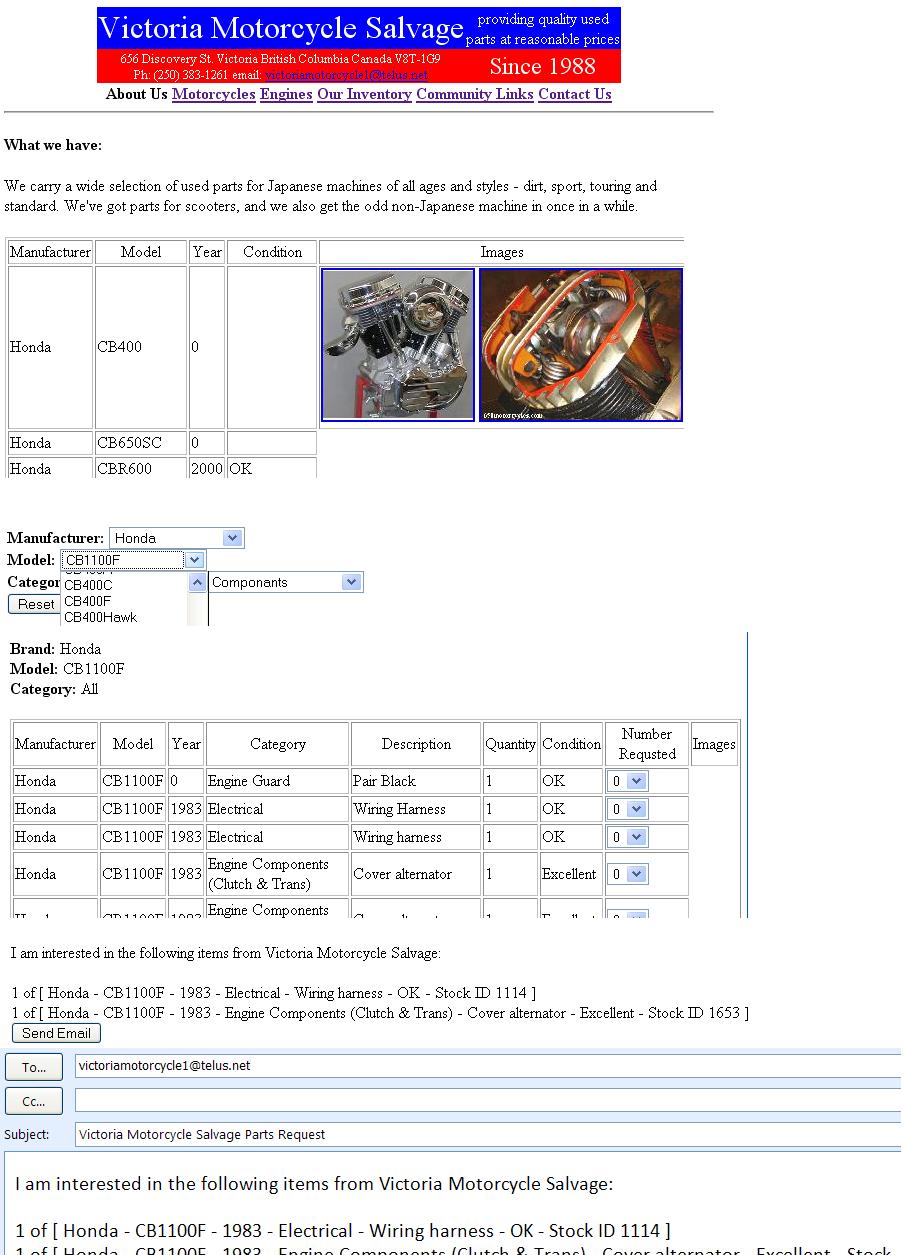 Victoria Motorcycle Salvage
providing quality used
parts at reasonable prices
656 Discovery St. Victoria British Columbia Canada V8T-1G9
Ph: (250) 383-1261 email: victoriamotorcycle1@telus.net
Since 1988
About Us Motorcycles Engines Our Inventory Community Links Contact Us
What we have:
We carry a wide selection of used parts for Japanese machines of all ages and styles - dirt, sport, touring and
standard. We've got parts for scooters, and we also get the odd non-Japanese machine in once in a while.
Manufacturer Model Year Condition Images
Honda CB400 0
Honda CB650SC 0
Honda CBR600 2000 OK
Manufacturer: Honda
Model: CB1100F
CB400C
Componants
CB400F
Reset
CB400Hawk
Brand: Honda
Model: CB1100F
Category: All
Manufacturer Model Year Category Description Quantity Condition Number Requsted Images
Honda CB1100F 0 Engine Guard Pair Black 1 OK 0
Honda CB1100F 1983 Electrical Wiring Harness 1 OK 0
Honda CB1100F 1983 Electrical Wiring harness 1 OK 0
Honda CB1100F 1983 Engine Components (Clutch & Trans) Cover alternator 1 Excellent 0
Engine Components
I am interested in the following items from Victoria Motorcycle Salvage:
1 of [ Honda - CB1100F - 1983 - Electrical - Wiring harness - OK - Stock ID 1114 ]
1 of [ Honda - CB1100F - 1983 - Engine Components (Clutch & Trans) - Cover alternator - Excellent - Stock ID 1653 ]
Send Email
To... victoriamotorcycle1@telus.net
Cc...
Subject: Victoria Motorcycle Salvage Parts Request
I am interested in the following items from Victoria Motorcycle Salvage:
1 of [ Honda - CB1100F - 1983 - Electrical - Wiring harness - OK - Stock ID 1114 ]
1 of [ Honda - CB1100F - 1983 - Engine Components (Clutch & Trans) - Cover alternator - Excellent - Stock